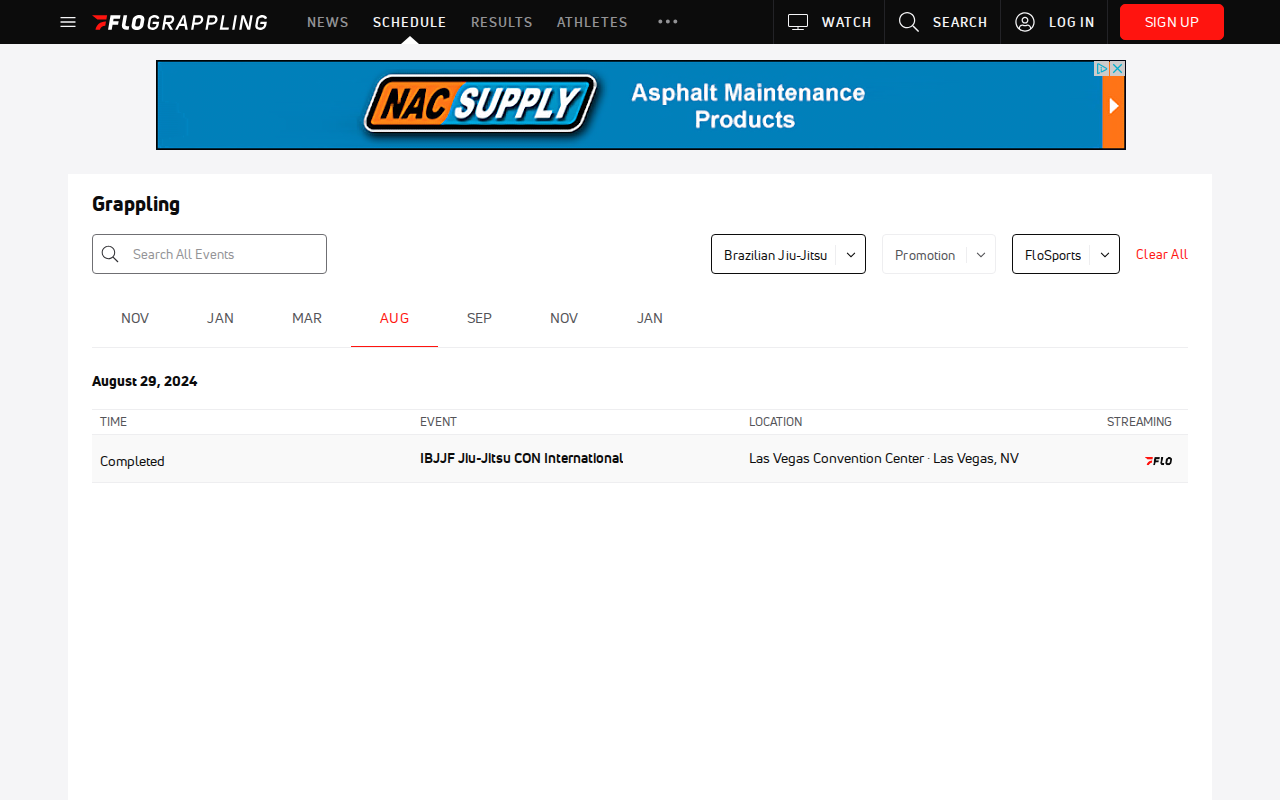 FLOGRAPPLING NEWS SCHEDULE RESULTS ATHLETES WATCH SEARCH LOG IN SIGN UP
NAC SUPPLY Asphalt Maintenance
Products
Grappling
Search All Events Brazilian Jiu-Jitsu Promotion FloSports Clear All
NOV JAN MAR AUG SEP NOV JAN
August 29, 2024
TIME EVENT LOCATION STREAMING
Completed IBJJF Jiu-Jitsu CON International Las Vegas Convention Center · Las Vegas, NV FLO